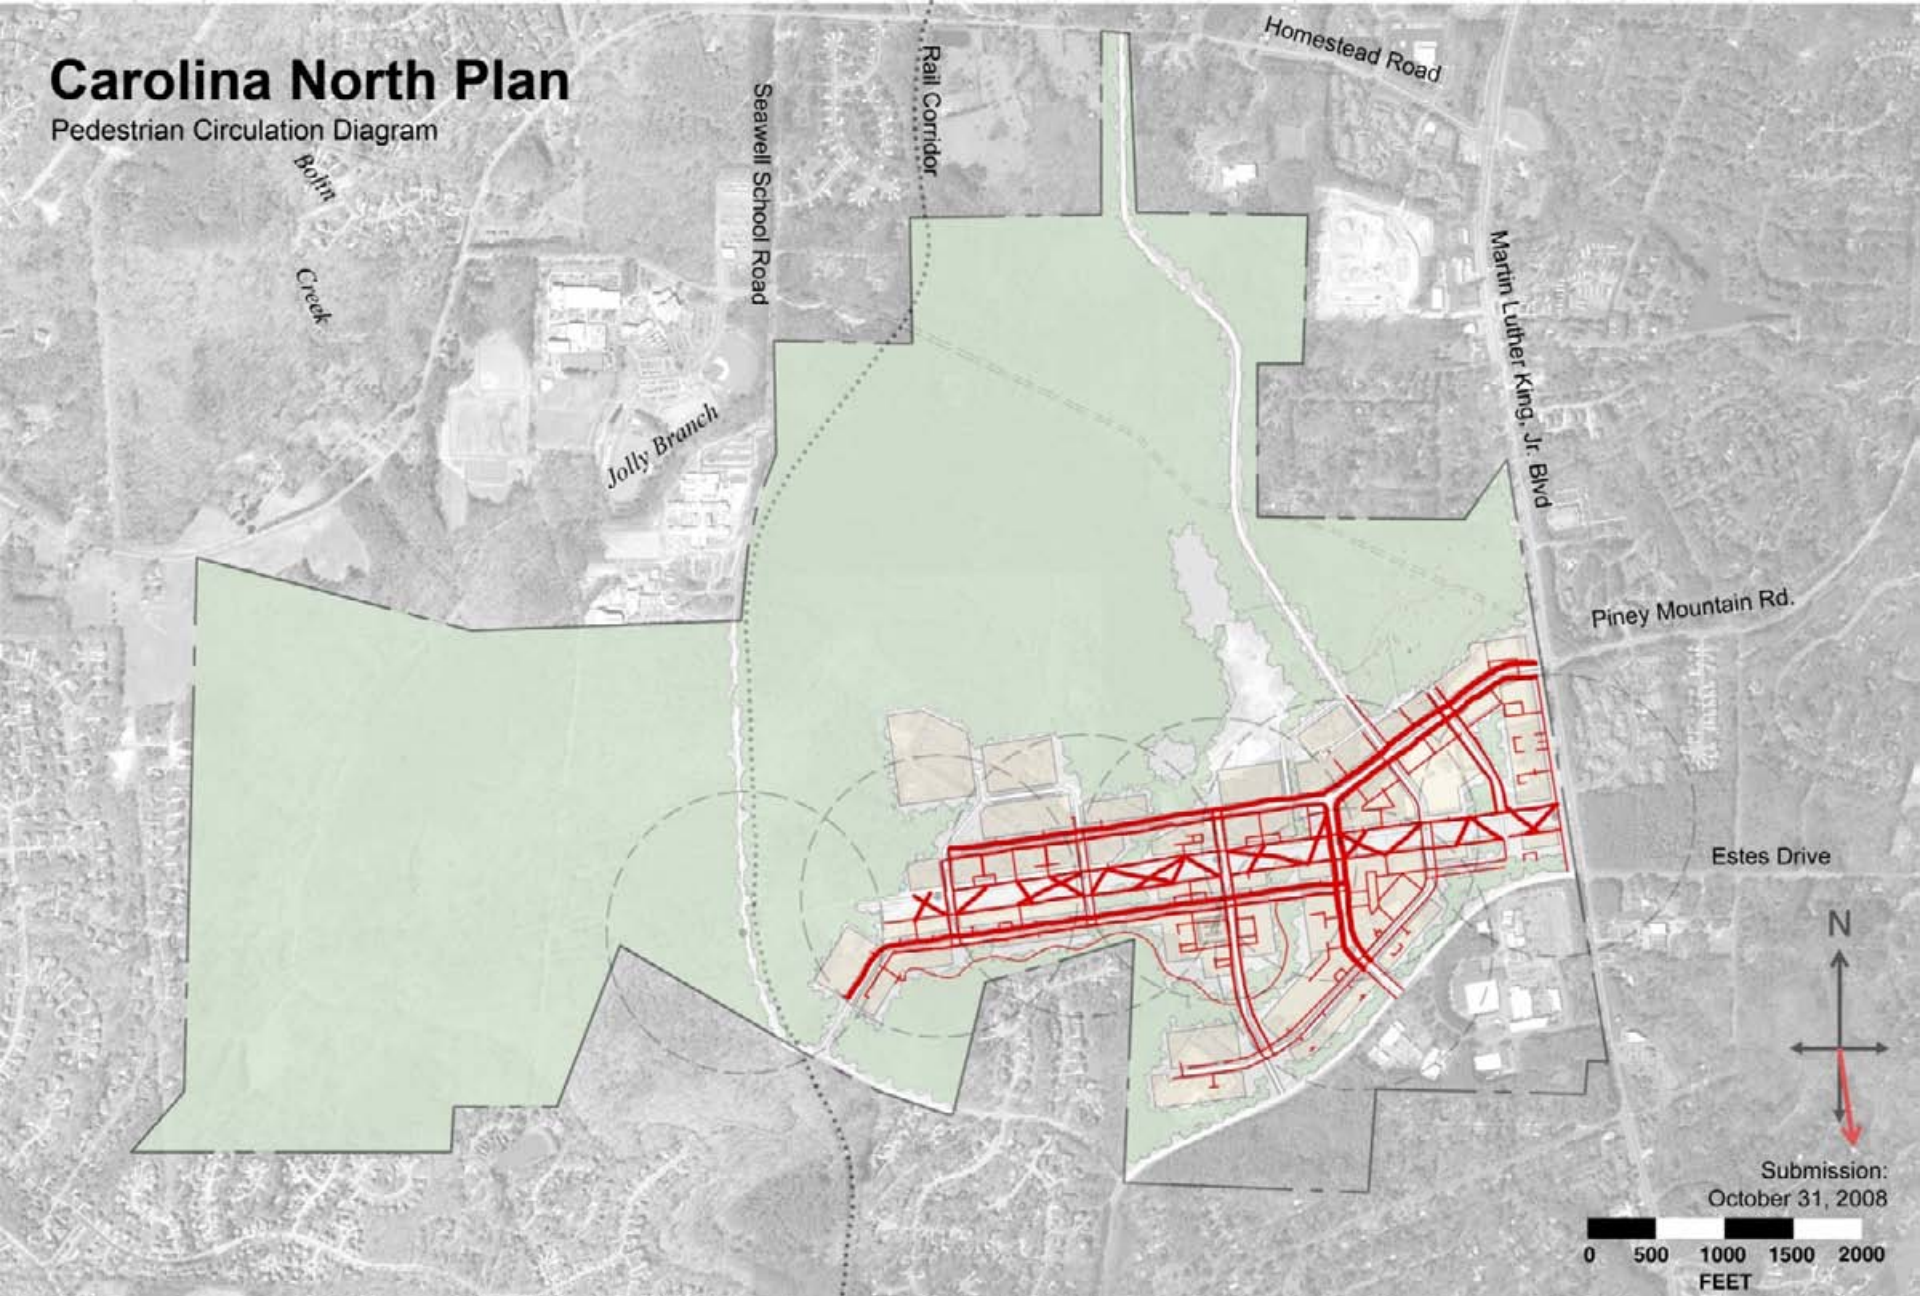 Carolina North Plan
Pedestrian Circulation Diagram
Homestead Road
Rail Corridor
Seawell School Road
Bolin
Creek
Jolly Branch
Martin Luther King, Jr. Blvd
Piney Mountain Rd.
Estes Drive
N
Submission:
October 31, 2008
0 500 1000 1500 2000
FEET